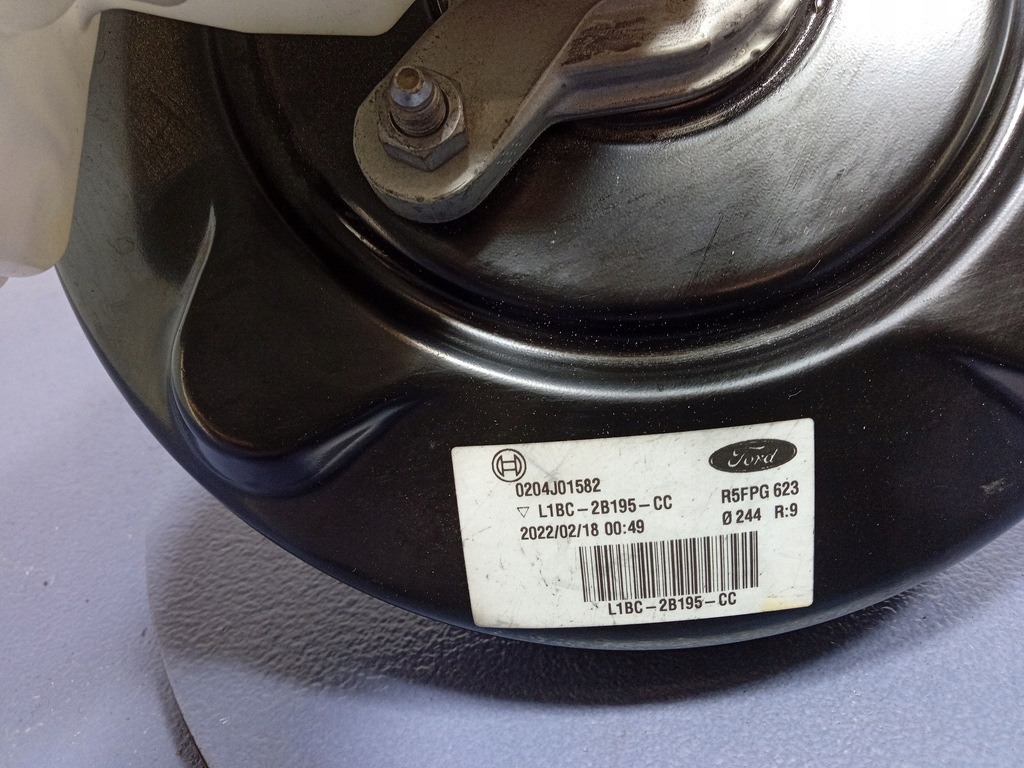 Ford
0204J01582
R5FPG 623
▽ L1BC-2B195-CC
Ø 244 R:9
2022/02/18 00:49
L1BC-2B195-CC